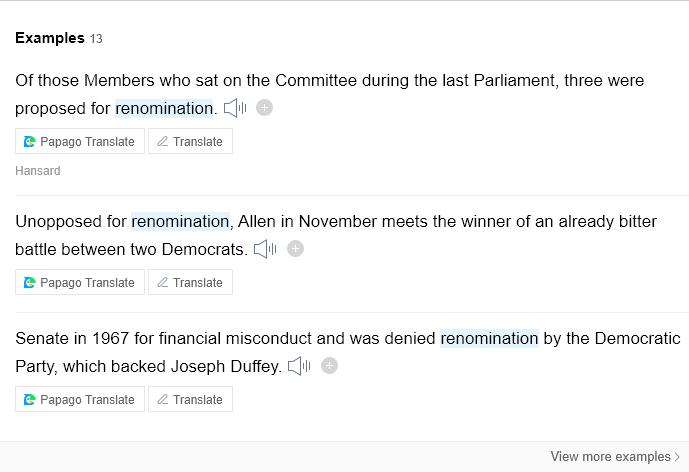 Examples 13
Of those Members who sat on the Committee during the last Parliament, three were
proposed for renomination.
Papago Translate Translate
Hansard
Unopposed for renomination, Allen in November meets the winner of an already bitter
battle between two Democrats.
Papago Translate Translate
Senate in 1967 for financial misconduct and was denied renomination by the Democratic
Party, which backed Joseph Duffey.
Papago Translate Translate
View more examples